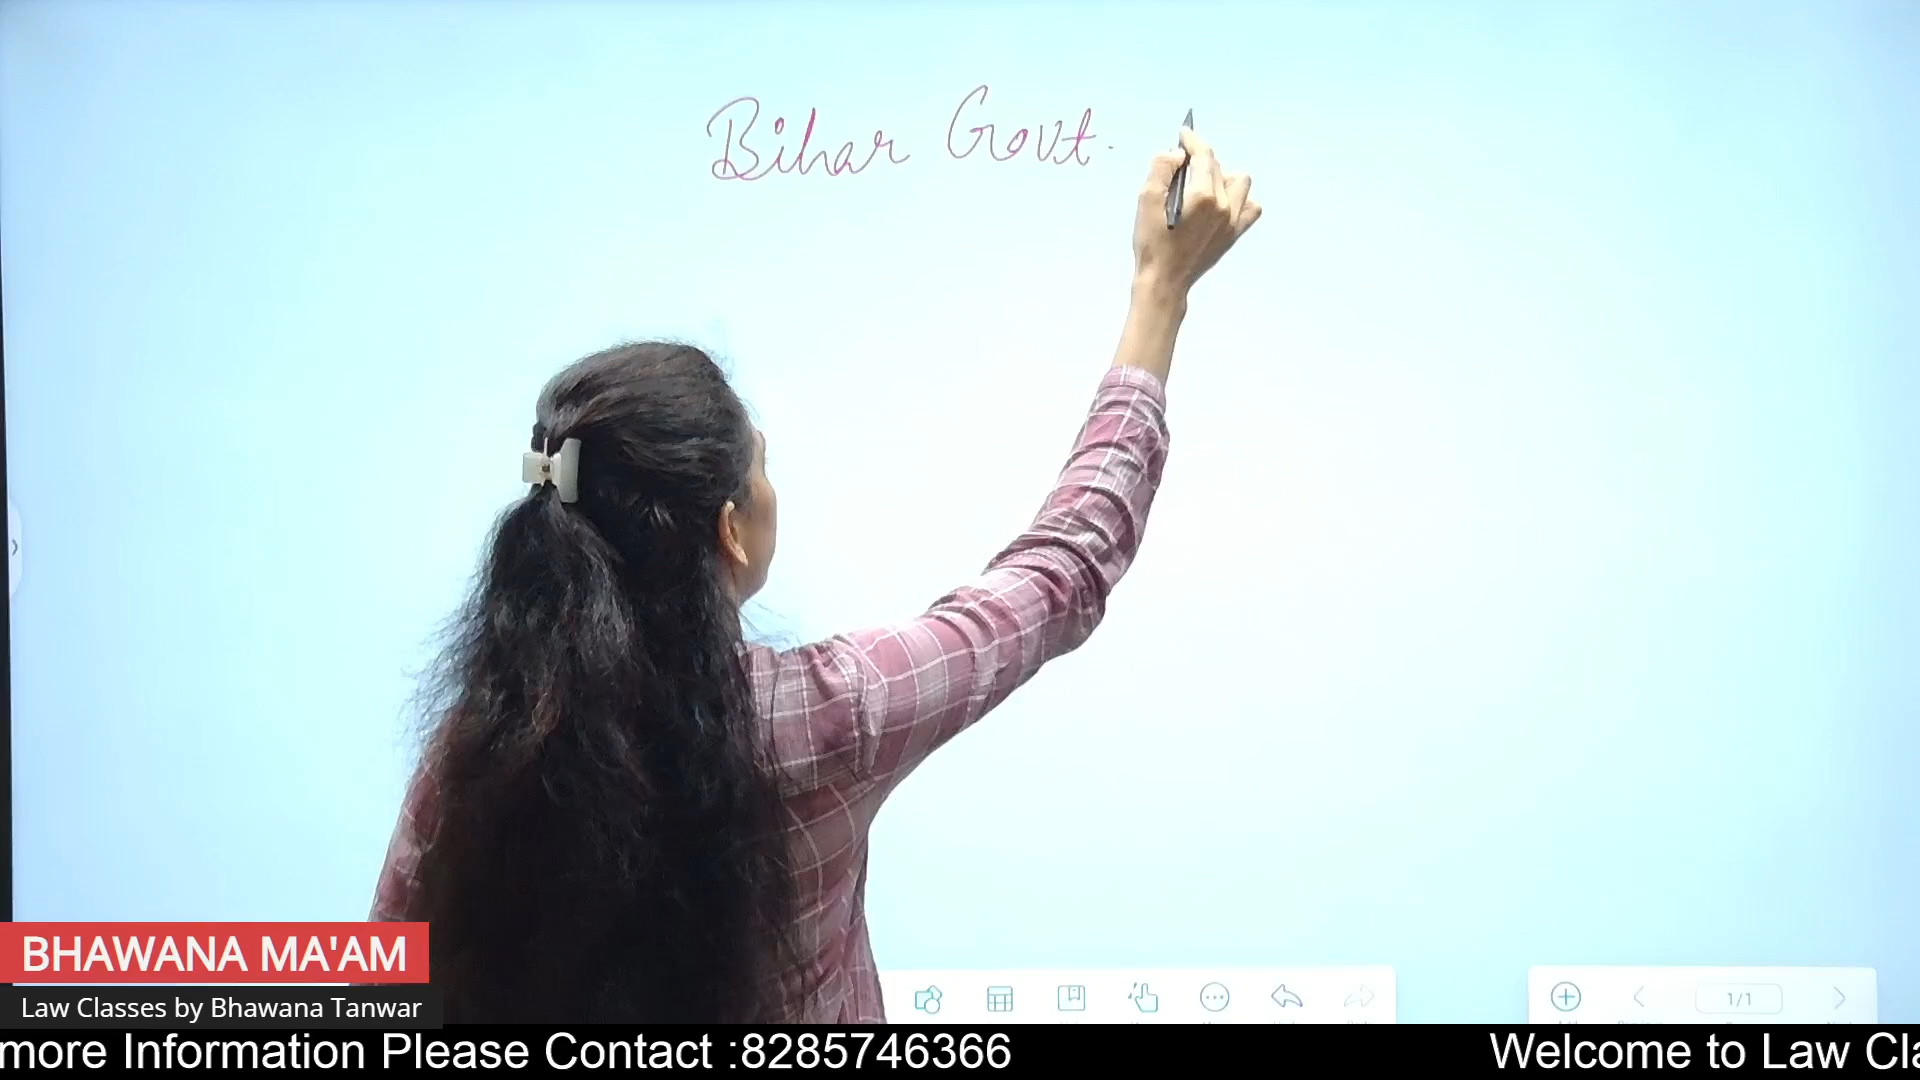 Bihar Govt.
1/1
BHAWANA MA'AM
Law Classes by Bhawana Tanwar
more Information Please Contact :8285746366
Welcome to Law Cla